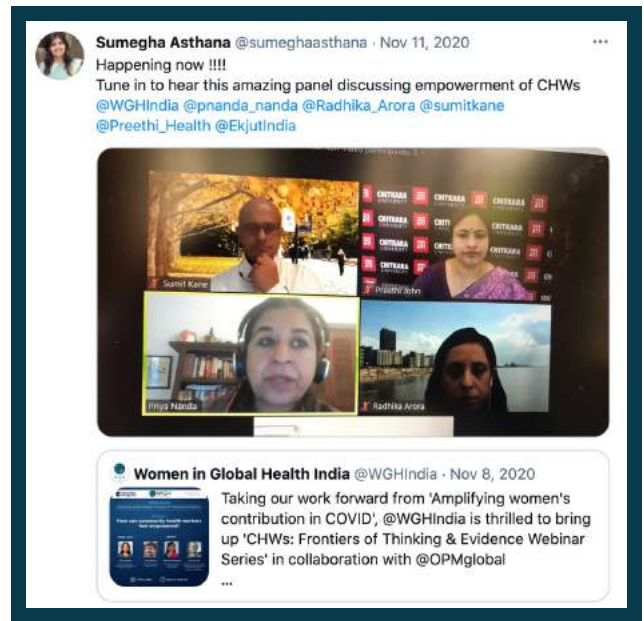 Sumegha Asthana @sumeghaasthana · Nov 11, 2020
Happening now !!!!
Tune in to hear this amazing panel discussing empowerment of CHWs
@WGHIndia @pnanda_nanda @Radhika_Arora @sumitkane
@Preethi_Health @EkjutIndia
CHITKARA
UNIVERSITY
Sumit Kane
Preethi John
Priya Nanda
Radhika Arora
Women in Global Health India @WGHIndia · Nov 8, 2020
Taking our work forward from 'Amplifying women's
contribution in COVID', @WGHIndia is thrilled to bring
up 'CHWs: Frontiers of Thinking & Evidence Webinar
Series' in collaboration with @OPMglobal
...